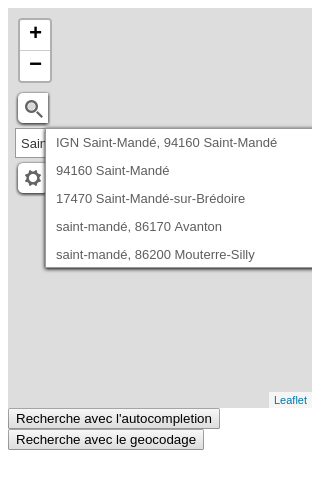 +
−
Sain
IGN Saint-Mandé, 94160 Saint-Mandé
94160 Saint-Mandé
17470 Saint-Mandé-sur-Brédoire
saint-mandé, 86170 Avanton
saint-mandé, 86200 Mouterre-Silly
Leaflet
Recherche avec l'autocompletion
Recherche avec le geocodage